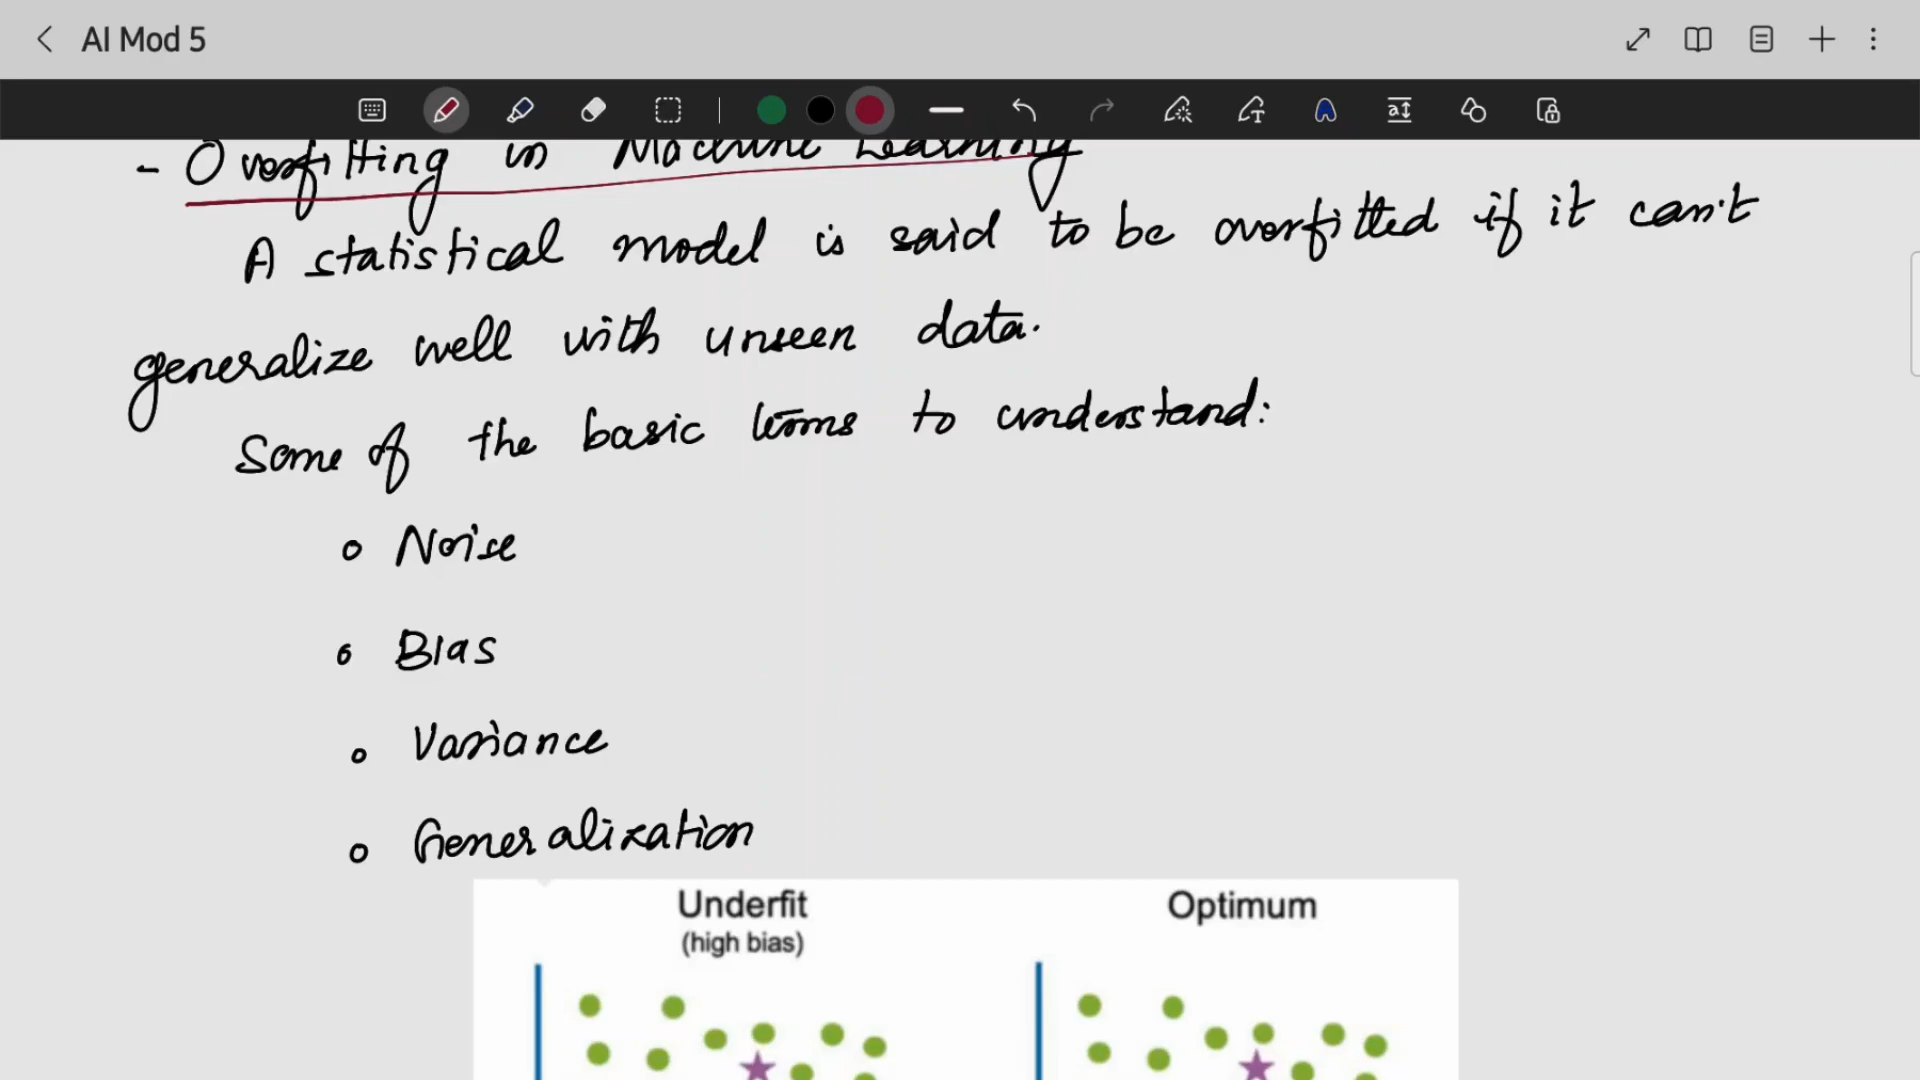 AI Mod 5
- Overfitting in Machine Learning
A statistical model is said to be overfitted if it can't
generalize well with unseen data.
Some of the basic terms to understand:
o Noise
o Bias
o Variance
o Generalization
Underfit Optimum
(high bias)